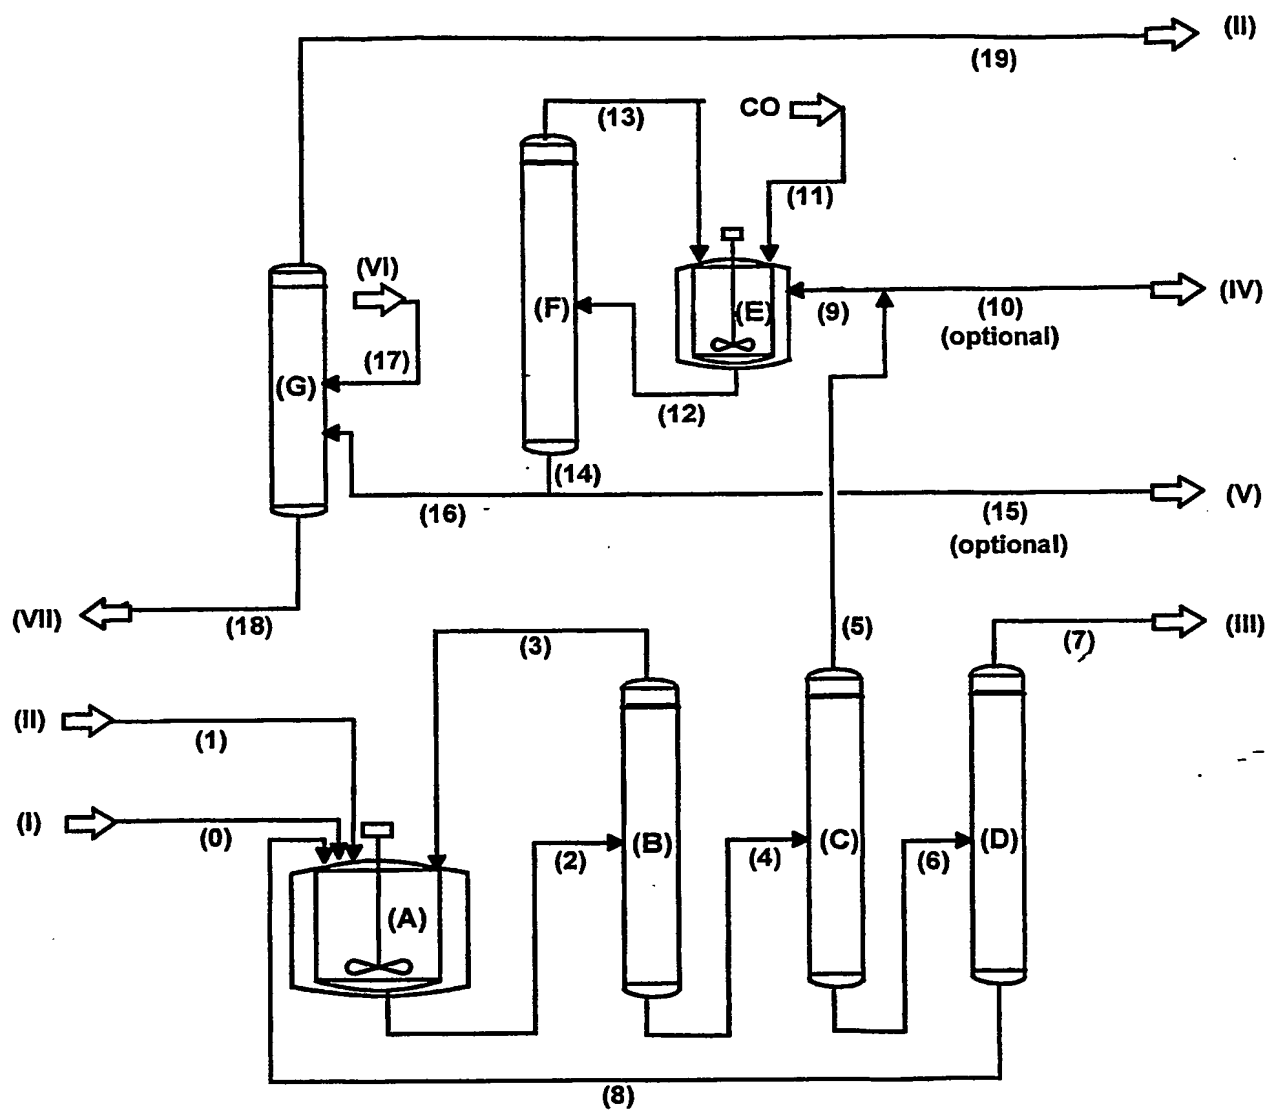 (II)
(19)
CO
(13)
(11)
(VI)
(F)
(E)
(9)
(10)
(optional)
(IV)
(17)
(G)
(12)
(14)
(16)
(15)
(optional)
(V)
(VII)
(18)
(3)
(5)
(7)
(III)
(II)
(1)
(I)
(0)
(2)
(B)
(4)
(C)
(6)
(D)
(A)
(8)